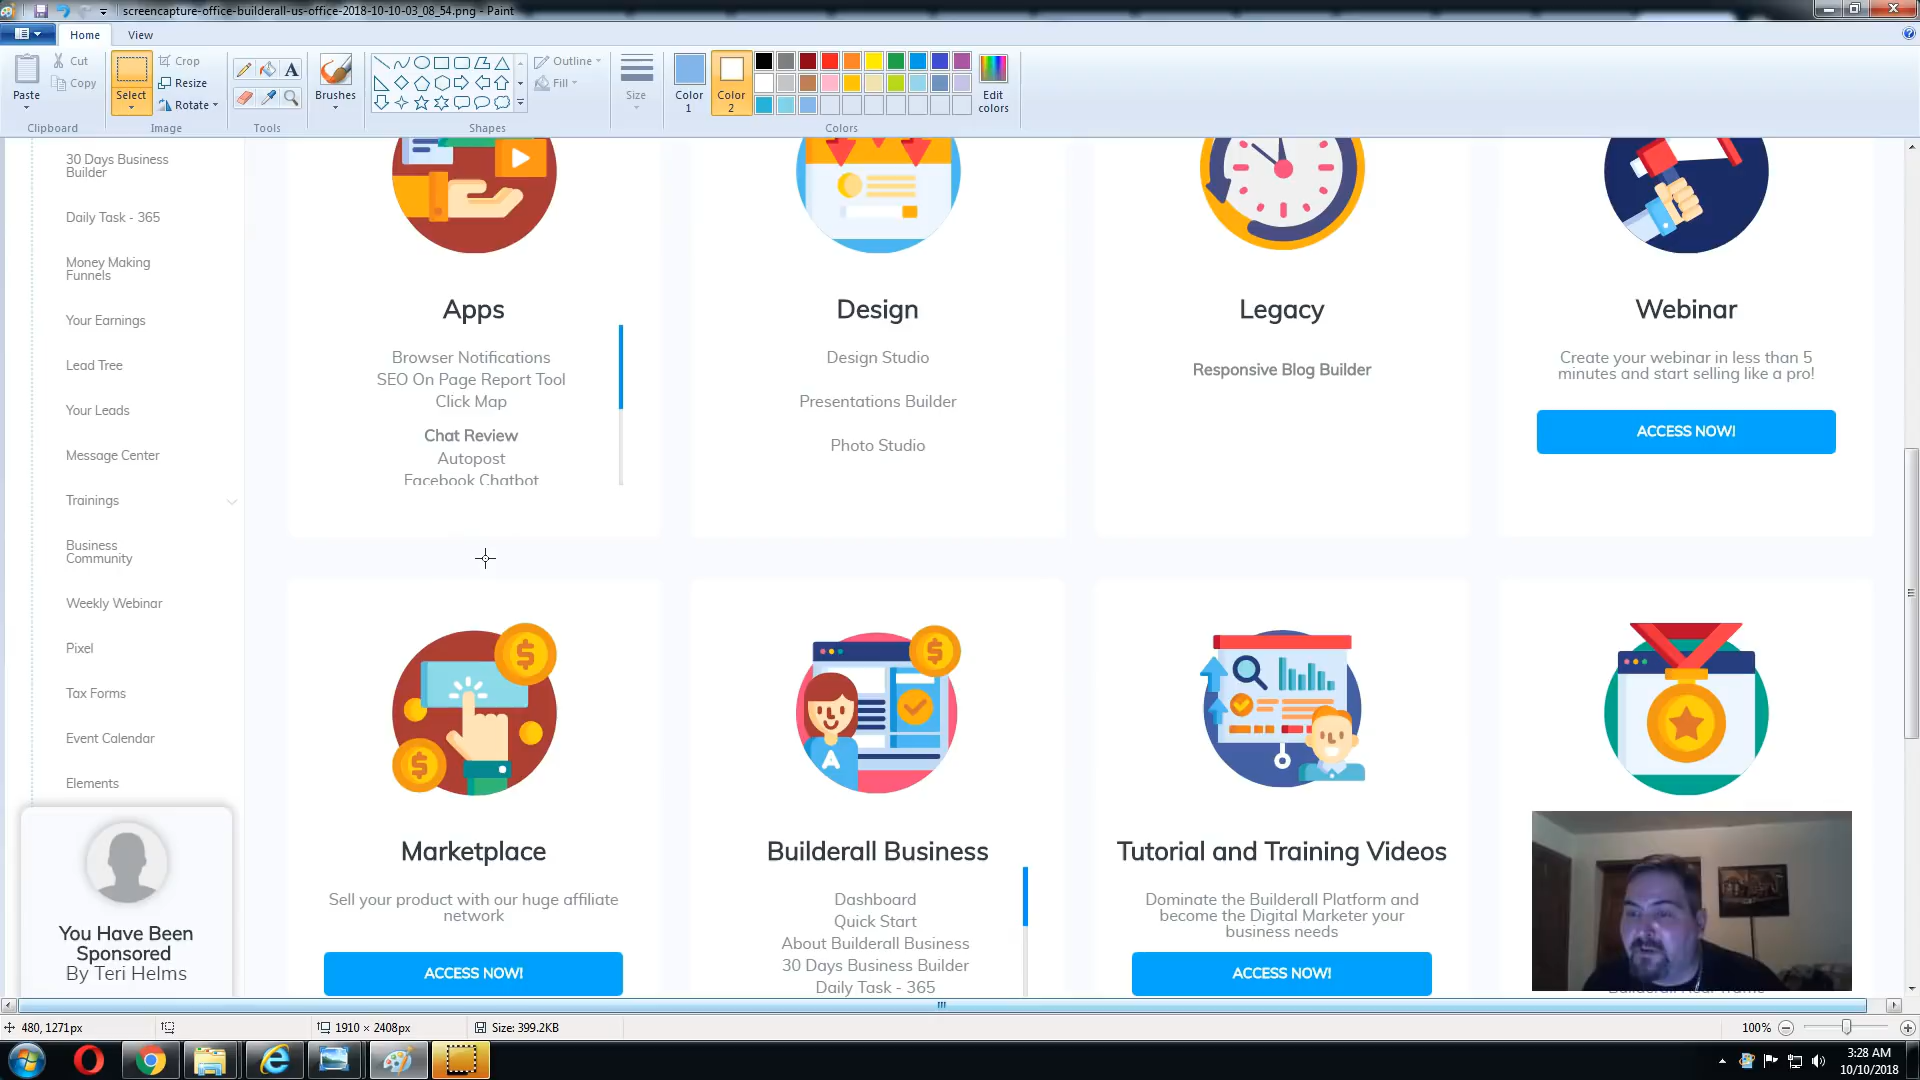 screencapture-office-builderall-us-office-2018-10-10-03_08_54.png - Paint
Home
View
Paste
Cut
Copy
Clipboard
Select
Crop
Resize
Rotate
Image
A
Tools
Brushes
Outline
Fill
Shapes
Size
Color
1
Color
2
Edit
colors
Colors
30 Days Business
Builder
Daily Task - 365
Money Making
Funnels
Your Earnings
Lead Tree
Your Leads
Message Center
Trainings
Business
Community
Weekly Webinar
Pixel
Tax Forms
Event Calendar
Elements
You Have Been
Sponsored
By Teri Helms
Apps
Browser Notifications
SEO On Page Report Tool
Click Map
Chat Review
Autopost
Facebook Chatbot
Design
Design Studio
Presentations Builder
Photo Studio
Legacy
Responsive Blog Builder
Webinar
Create your webinar in less than 5
minutes and start selling like a pro!
ACCESS NOW!
$
$
Marketplace
Sell your product with our huge affiliate
network
ACCESS NOW!
$
A
Builderall Business
Dashboard
Quick Start
About Builderall Business
30 Days Business Builder
Daily Task - 365
Tutorial and Training Videos
Dominate the Builderall Platform and
become the Digital Marketer your
business needs
ACCESS NOW!
480, 1271px
1910 × 2408px
Size: 399.2KB
100%
3:28 AM
10/10/2018